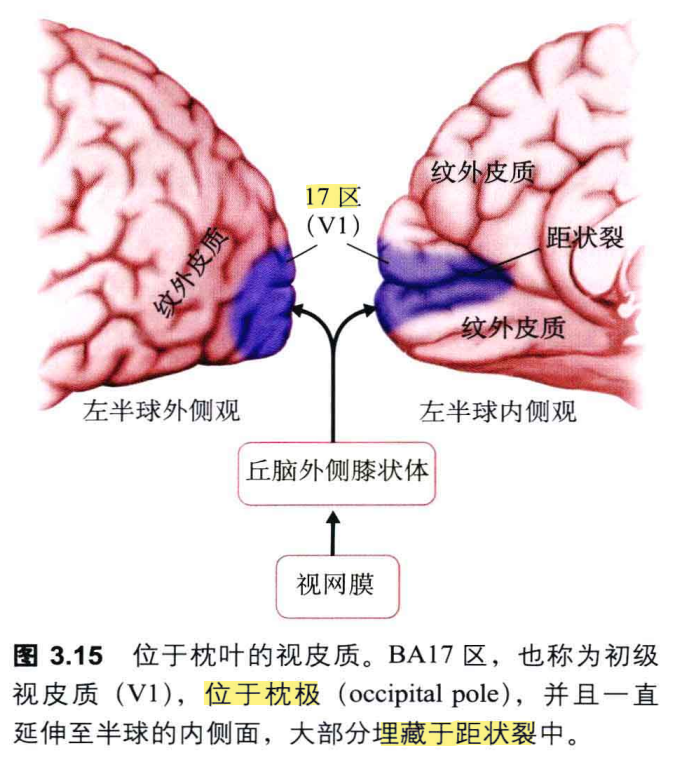 17 区
(V1)
纹外皮质
距状裂
纹外皮质
纹外皮质
左半球外侧观
左半球内侧观
丘脑外侧膝状体
视网膜
图 3.15 位于枕叶的视皮质。BA17 区，也称为初级
视皮质（V1），位于枕极（occipital pole），并且一直
延伸至半球的内侧面，大部分埋藏于距状裂中。